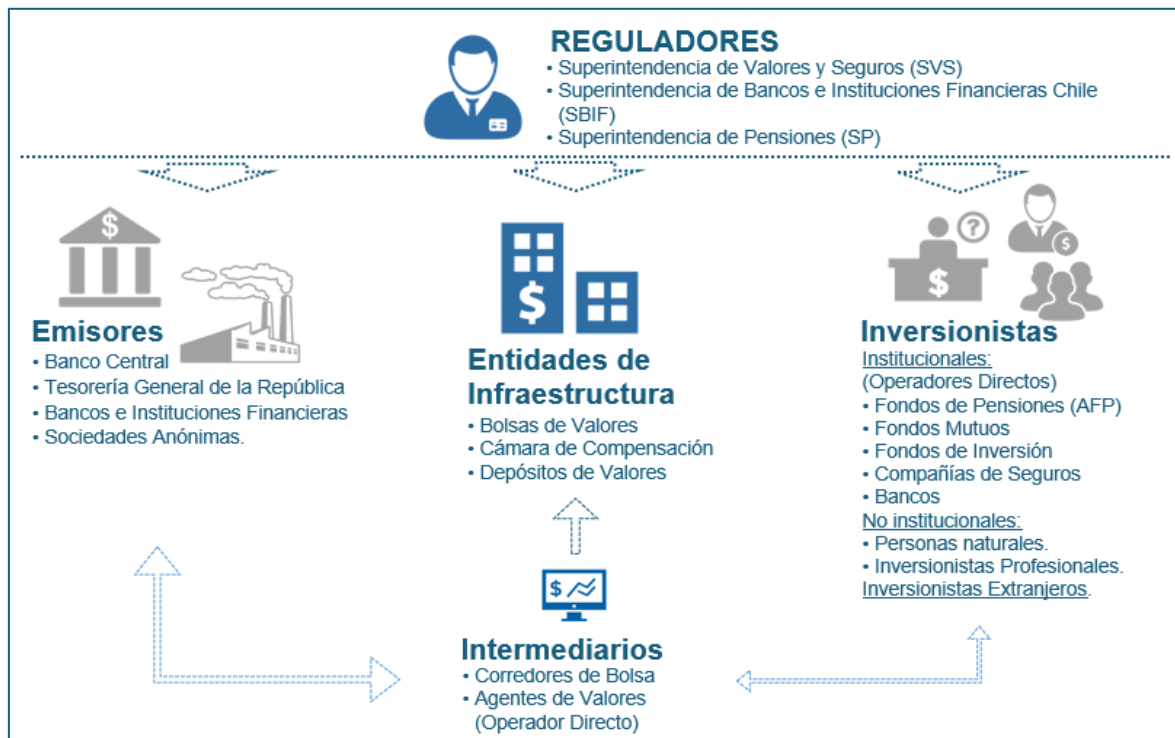 REGULADORES
• Superintendencia de Valores y Seguros (SVS)
• Superintendencia de Bancos e Instituciones Financieras Chile
(SBIF)
• Superintendencia de Pensiones (SP)
$
Emisores
• Banco Central
• Tesorería General de la República
• Bancos e Instituciones Financieras
• Sociedades Anónimas.
$
Entidades de
Infraestructura
• Bolsas de Valores
• Cámara de Compensación
• Depósitos de Valores
$
Intermediarios
• Corredores de Bolsa
• Agentes de Valores
(Operador Directo)
?
$
$
Inversionistas
Institucionales:
(Operadores Directos)
• Fondos de Pensiones (AFP)
• Fondos Mutuos
• Fondos de Inversión
• Compañías de Seguros
• Bancos
No institucionales:
• Personas naturales.
• Inversionistas Profesionales.
Inversionistas Extranjeros.